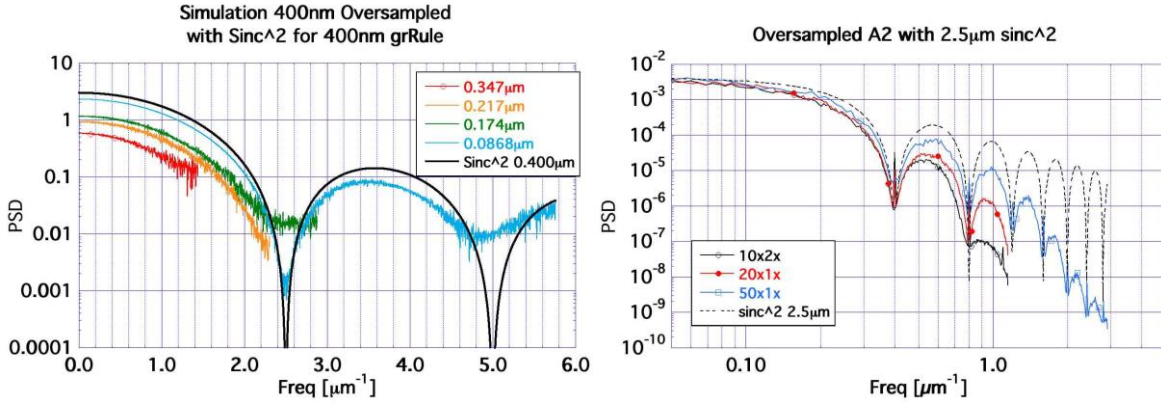 Simulation 400nm Oversampled
with Sinc^2 for 400nm grRule
10
1
0.1
0.01
0.001
0.0001
PSD
0.347μm
0.217μm
0.174μm
0.0868μm
Sinc^2 0.400μm
0.0 1.0 2.0 3.0 4.0 5.0 6.0
Freq [μm⁻¹]
Oversampled A2 with 2.5μm sinc^2
10⁻²
10⁻³
10⁻⁴
10⁻⁵
10⁻⁶
10⁻⁷
10⁻⁸
10⁻⁹
10⁻¹⁰
PSD
10x2x
20x1x
50x1x
sinc^2 2.5μm
0.10 1.0
Freq [μm⁻¹]